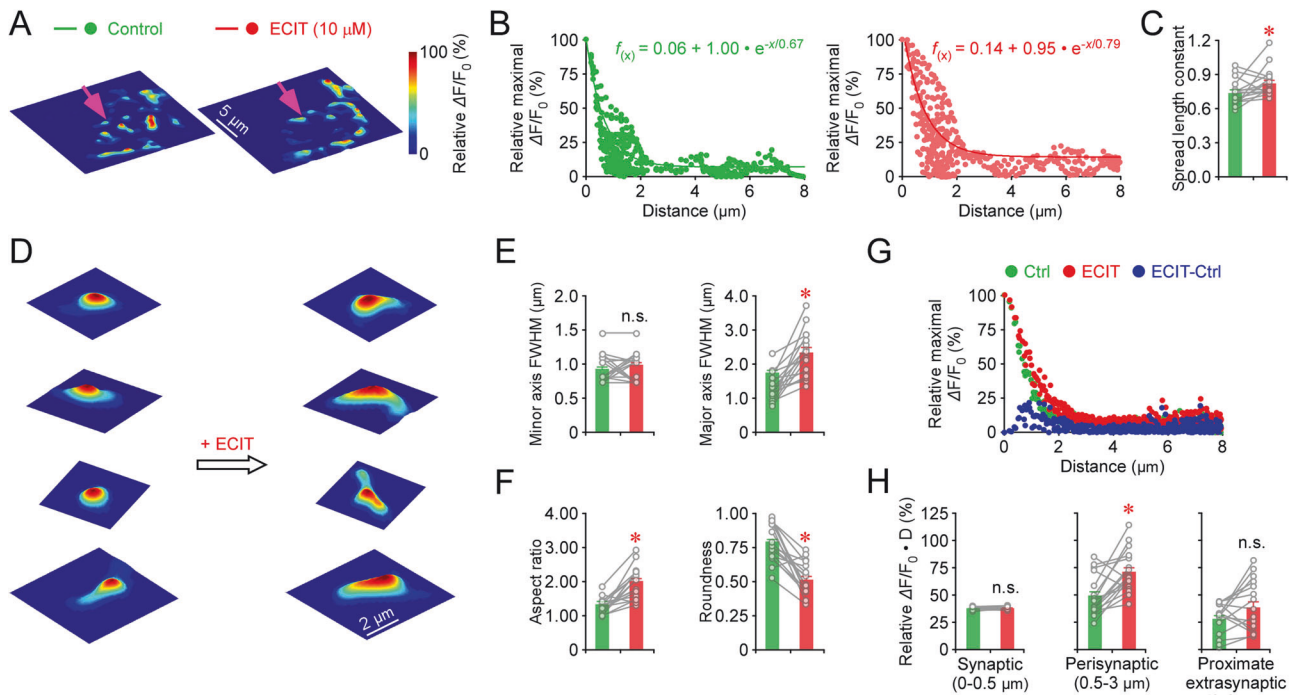 A
Control
ECIT (10 μM)
5 μm
100
0
Relative ΔF/F0 (%)
B
Relative maximal
ΔF/F0 (%)
100
75
50
25
0
f(x) = 0.06 + 1.00 • e-x/0.67
0 2 4 6 8
Distance (μm)
Relative maximal
ΔF/F0 (%)
100
75
50
25
0
f(x) = 0.14 + 0.95 • e-x/0.79
0 2 4 6 8
Distance (μm)
C
Spread length constant
1.2
0.9
0.6
0.3
0.0
*
D
+ ECIT
2 μm
E
Minor axis FWHM (μm)
2.0
1.5
1.0
0.5
0
n.s.
Major axis FWHM (μm)
4.0
3.0
2.0
1.0
0
*
F
Aspect ratio
4.00
3.00
2.00
1.00
0
*
Roundness
1.00
0.75
0.50
0.25
0
*
G
Ctrl
ECIT
ECIT-Ctrl
Relative maximal
ΔF/F0 (%)
100
75
50
25
0
0 2 4 6 8
Distance (μm)
H
Relative ΔF/F0 • D (%)
125
100
75
50
25
0
n.s.
Synaptic
(0-0.5 μm)
*
Perisynaptic
(0.5-3 μm)
n.s.
Proximate
extrasynaptic